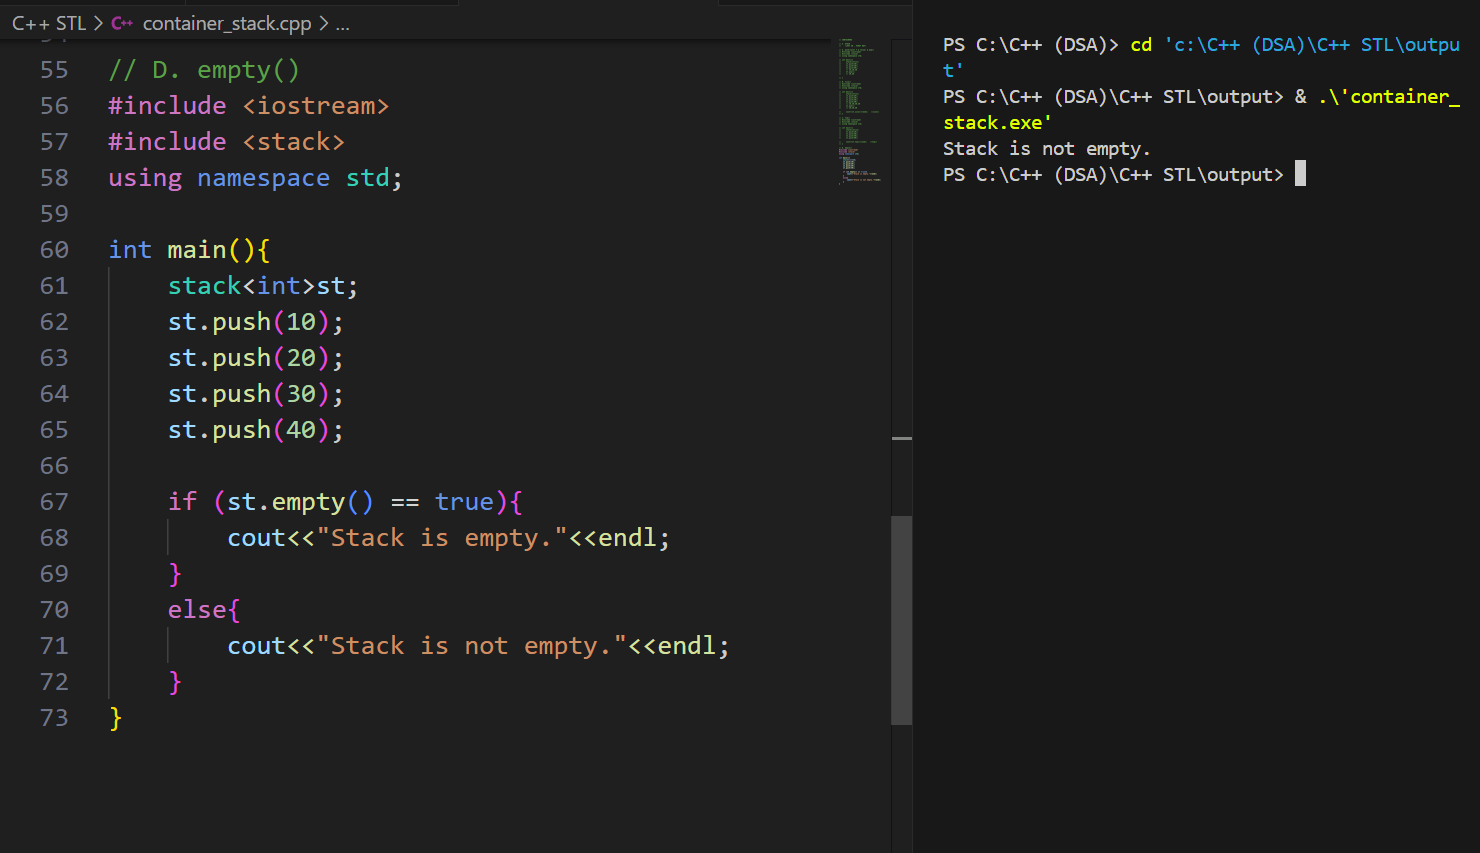 C++ STL > C++ container_stack.cpp > ...
55 // D. empty()
56 #include <iostream>
57 #include <stack>
58 using namespace std;
59
60 int main(){
61     stack<int>st;
62     st.push(10);
63     st.push(20);
64     st.push(30);
65     st.push(40);
66
67     if (st.empty() == true){
68         cout<<"Stack is empty."<<endl;
69     }
70     else{
71         cout<<"Stack is not empty."<<endl;
72     }
73 }
PS C:\C++ (DSA)> cd 'c:\C++ (DSA)\C++ STL\outpu
t'
PS C:\C++ (DSA)\C++ STL\output> & .\'container_
stack.exe'
Stack is not empty.
PS C:\C++ (DSA)\C++ STL\output>